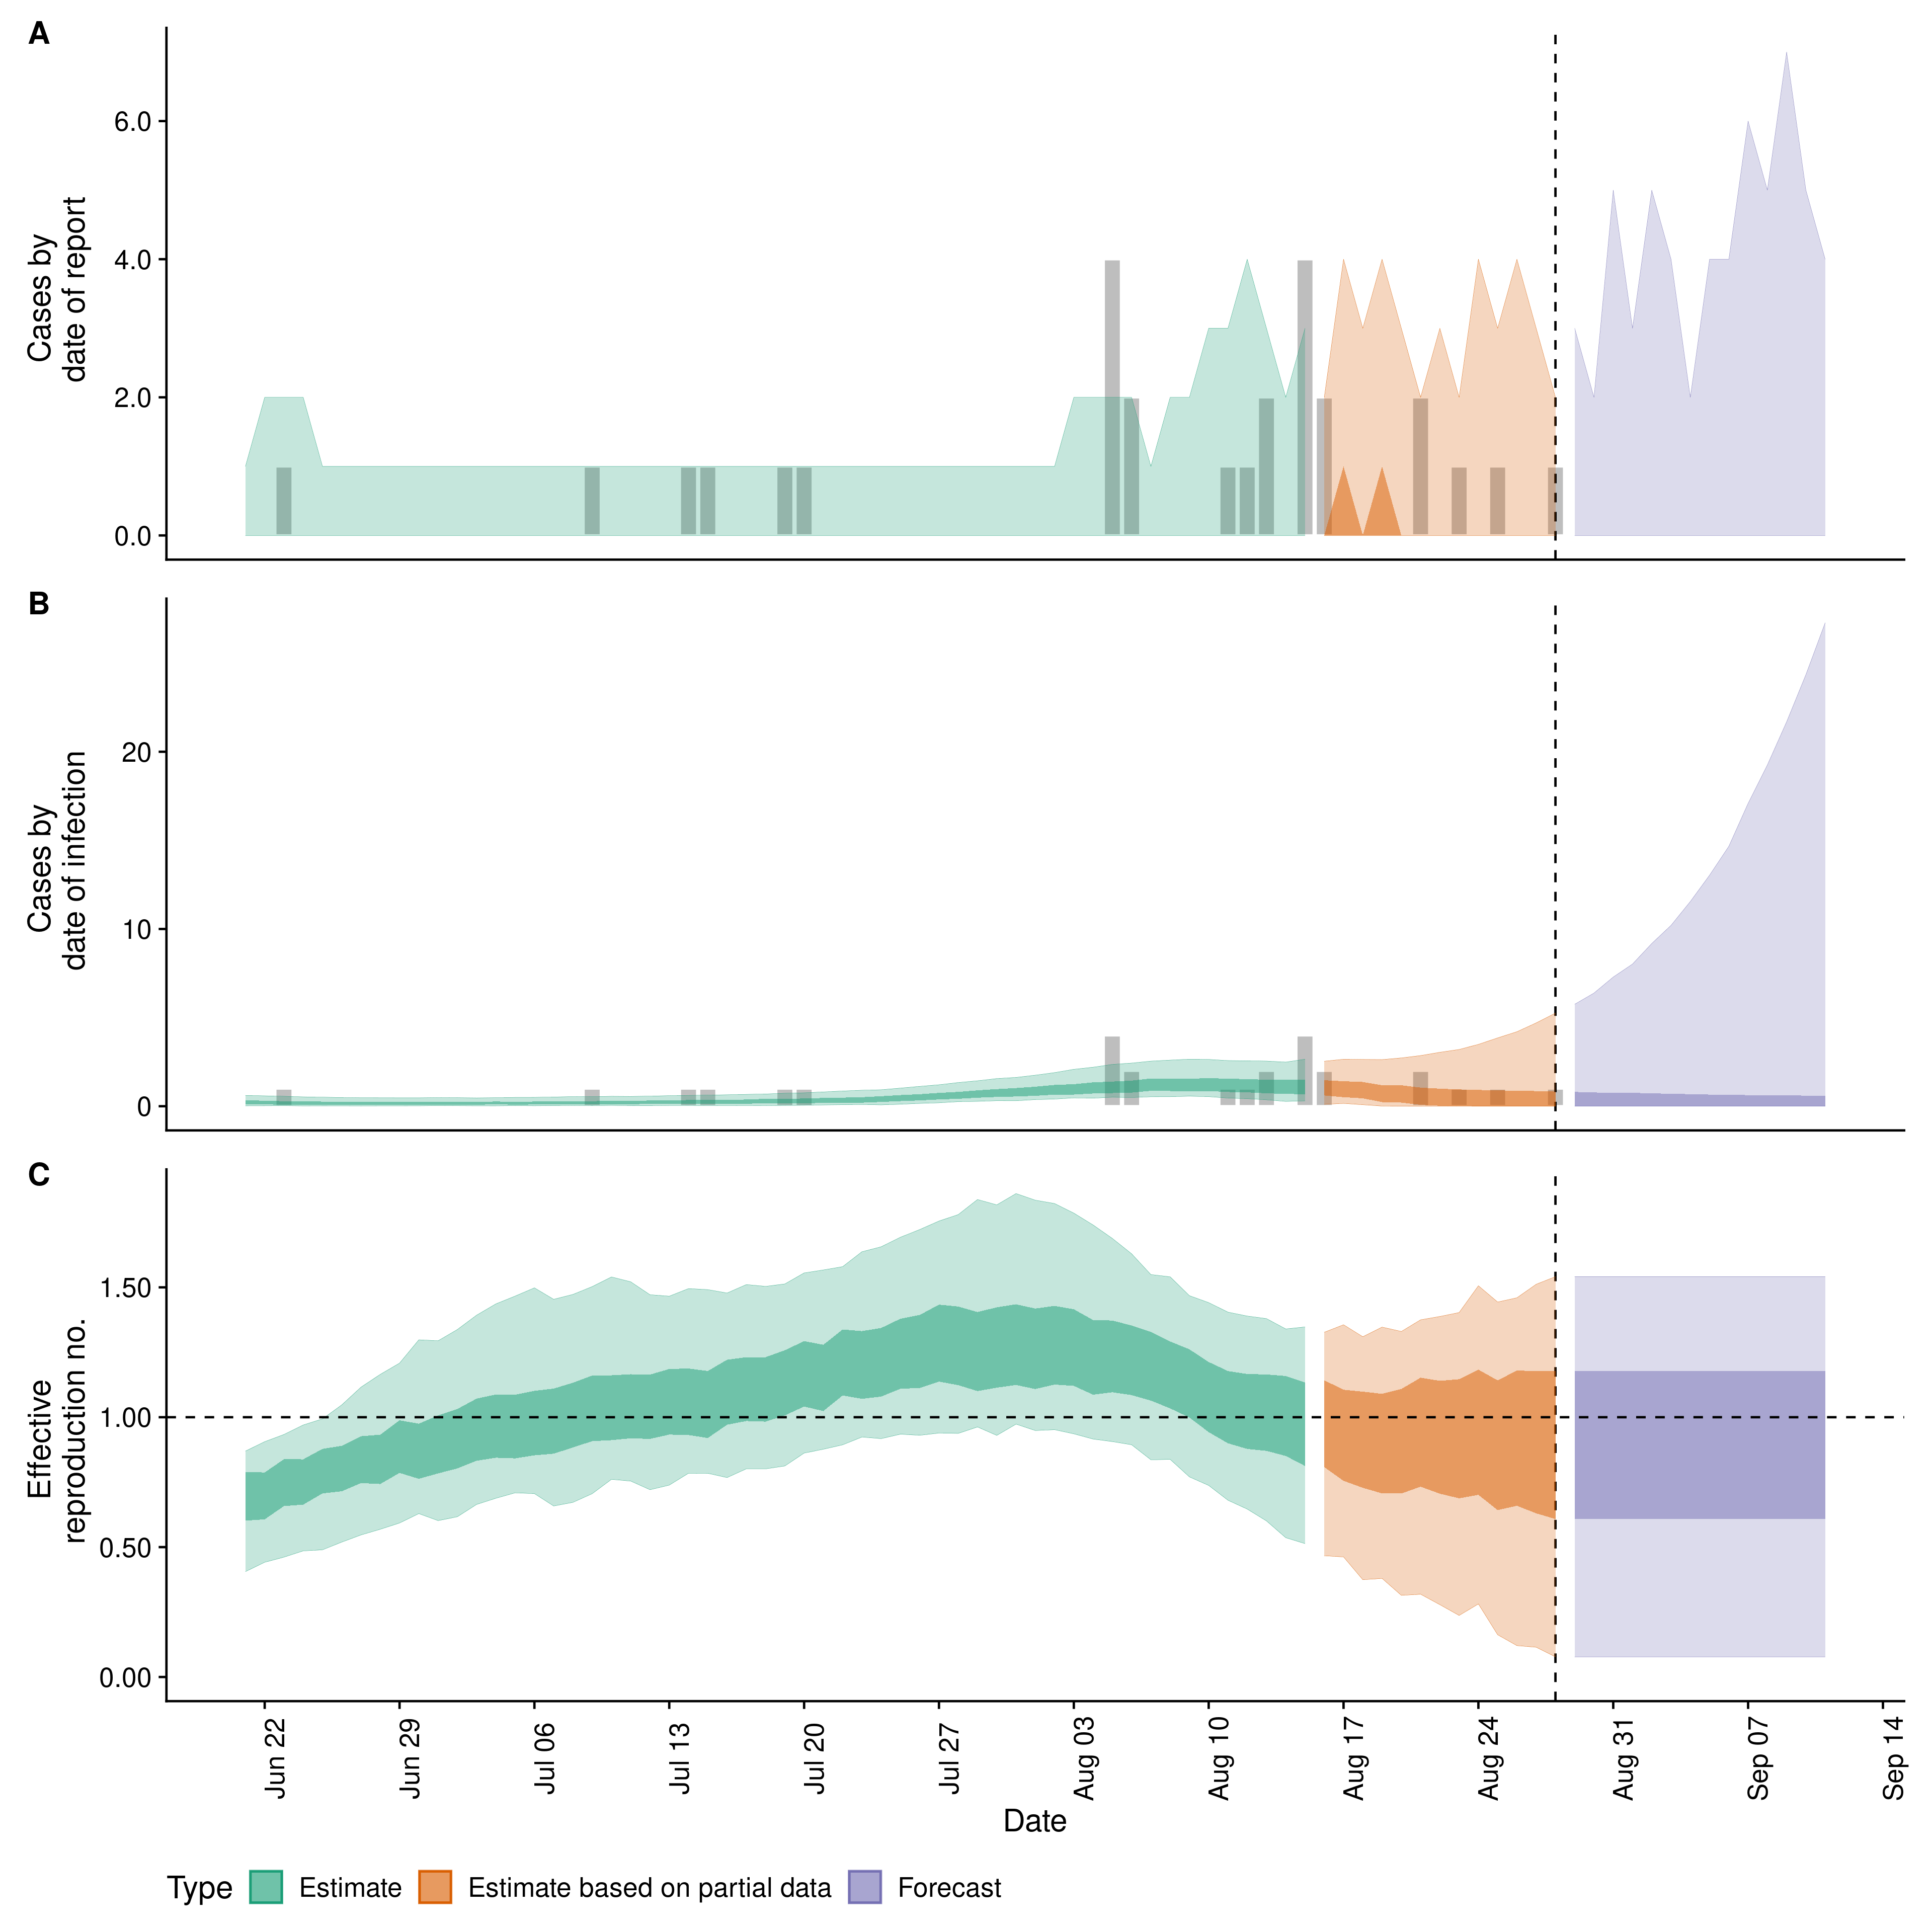 A
Cases by
date of report
6.0
4.0
2.0
0.0
B
Cases by
date of infection
20
10
0
C
Effective
reproduction no.
1.50
1.00
0.50
0.00
Jun 22
Jun 29
Jul 06
Jul 13
Jul 20
Jul 27
Aug 03
Aug 10
Aug 17
Aug 24
Aug 31
Sep 07
Sep 14
Date
Type Estimate Estimate based on partial data Forecast